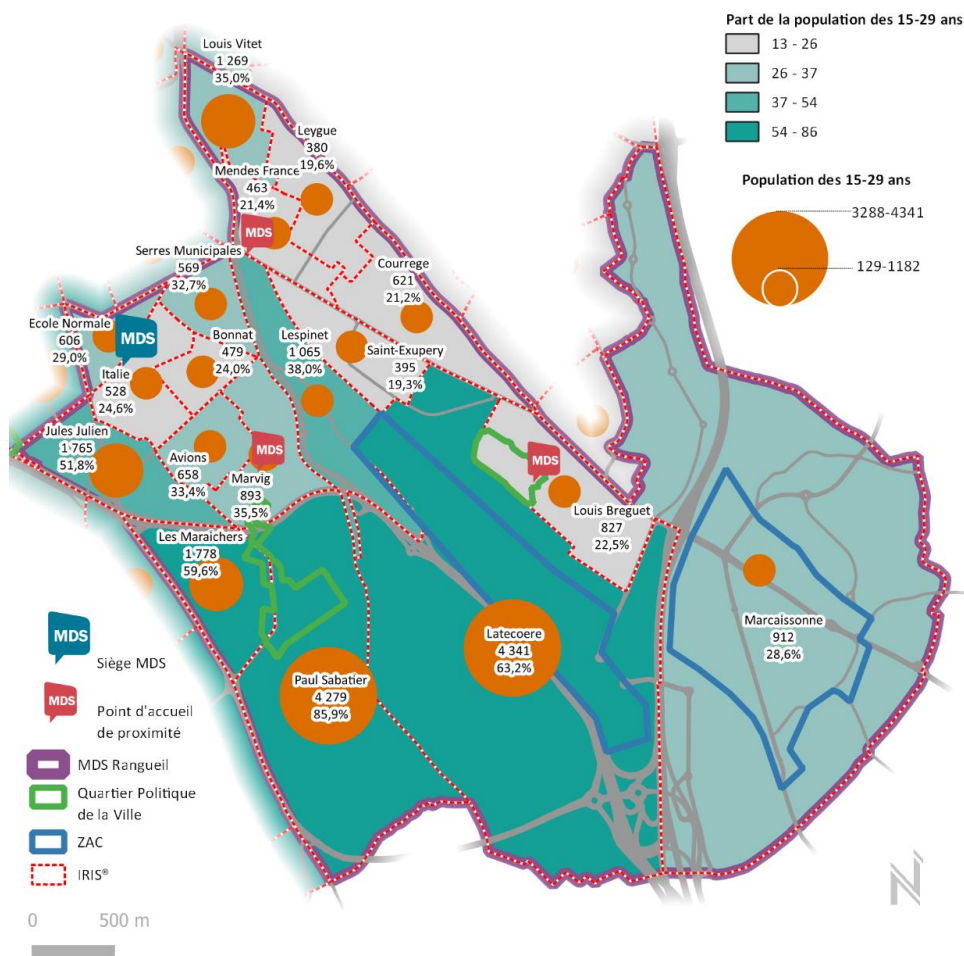 Part de la population des 15-29 ans
13 - 26
26 - 37
37 - 54
54 - 86
Population des 15-29 ans
3288-4341
129-1182
Louis Vitet
1 269
35,0%
Leygue
380
19,6%
Mendes France
463
21,4%
MDS
Serres Municipales
569
32,7%
Courrege
621
21,2%
Ecole Normale
606
29,0%
MDS
Bonnat
479
24,0%
Lespinet
1 065
38,0%
Saint-Exupery
395
19,3%
Italie
528
24,6%
Jules Julien
1 765
51,8%
Avions
658
33,4%
MDS
Marvig
893
35,5%
MDS
Louis Breguet
827
22,5%
Les Maraichers
1 778
59,6%
Latecoere
4 341
63,2%
Marcaissonne
912
28,6%
Paul Sabatier
4 279
85,9%
MDS
Siège MDS
MDS
Point d'accueil
de proximité
MDS Rangueil
Quartier Politique
de la Ville
ZAC
IRIS®
0 500 m
N